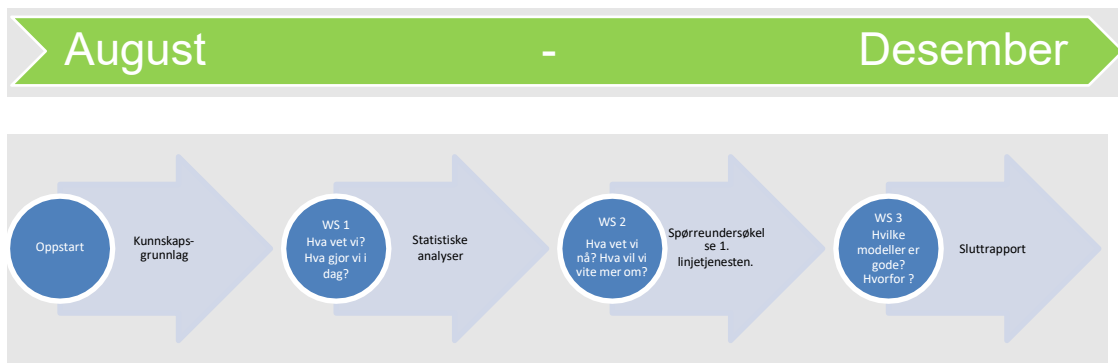 August - Desember
Oppstart
Kunnskaps-
grunnlag
WS 1
Hva vet vi?
Hva gjor vi i
dag?
Statistiske
analyser
WS 2
Hva vet vi
nå? Hva vil vi
vite mer om?
Spørreundersøkel
se 1.
linjetjenesten.
WS 3
Hvilke
modeller er
gode?
Hvorfor ?
Sluttrapport